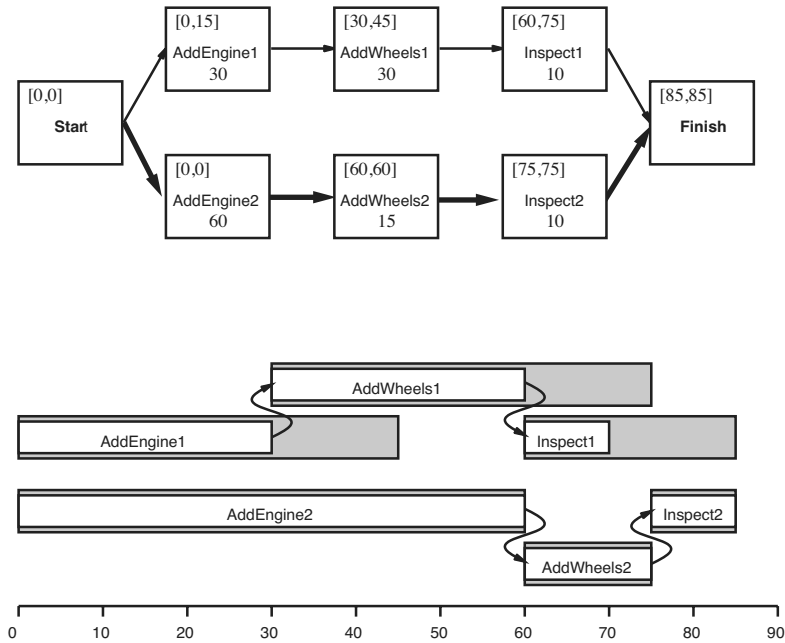 [0,15]
AddEngine1
30
[30,45]
AddWheels1
30
[60,75]
Inspect1
10
[0,0]
Start
[85,85]
Finish
[0,0]
AddEngine2
60
[60,60]
AddWheels2
15
[75,75]
Inspect2
10
AddWheels1
AddEngine1
Inspect1
AddEngine2
Inspect2
AddWheels2
0 10 20 30 40 50 60 70 80 90